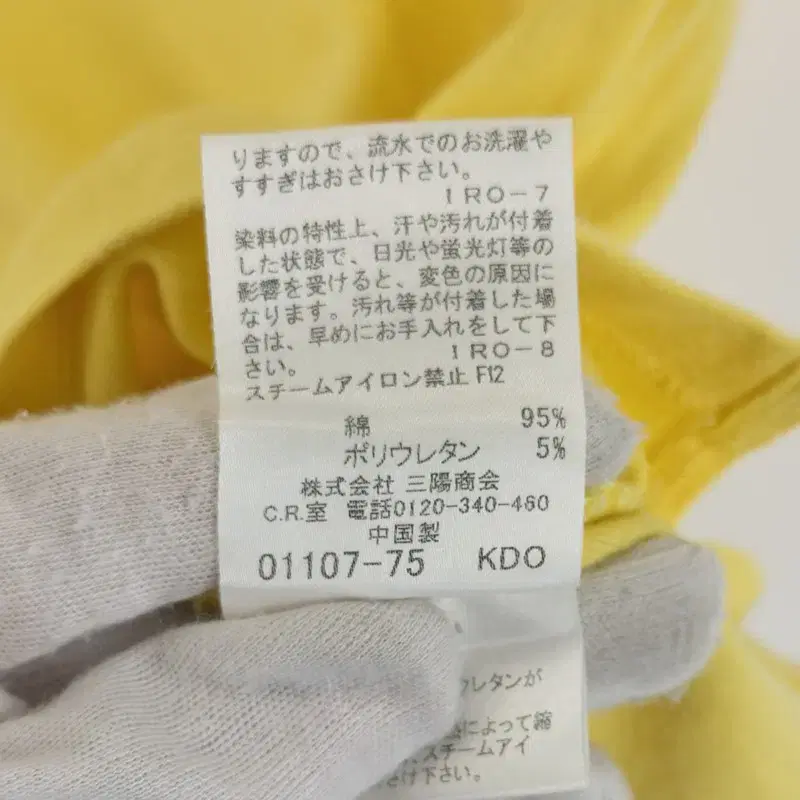 りますので、流水でのお洗濯や
すすぎはおさけ下さい。
IRO-7
染料の特性上、汗や汚れが付着
した状態で、日光や蛍光灯等の
影響を受けると、変色の原因に
なります。汚れ等が付着した場
合は、早めにお手入れをして下
さい。
IRO-8
スチームアイロン禁止 F12
綿 95%
ポリウレタン 5%
株式会社 三陽商会
C.R.室 電話0120-340-460
中国製
01107-75 KDO
ウレタンが
によって縮
スチームアイ
さけ下さい。